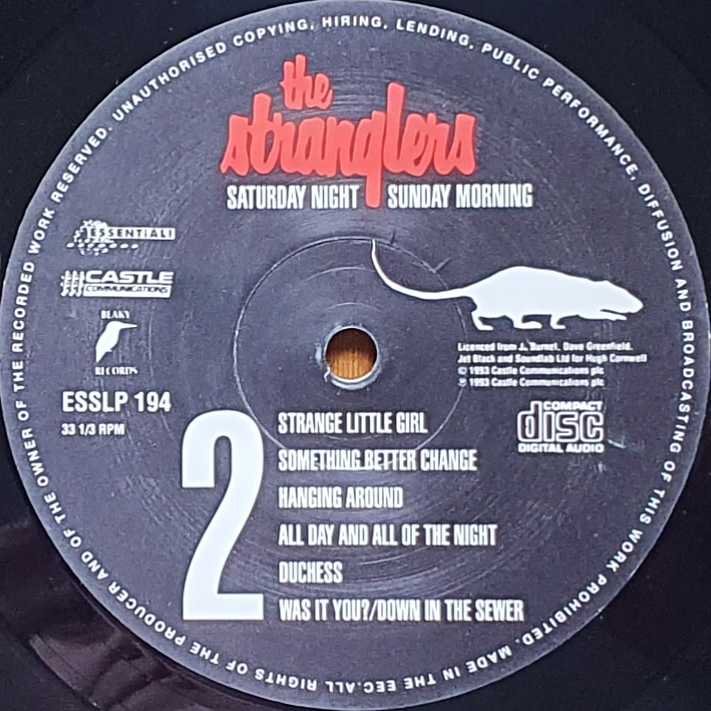 UNAUTHORISED COPYING, HIRING, LENDING, PUBLIC PERFORMANCE, DIFFUSION AND BROADCASTING OF THIS WORK PROHIBITED. MADE IN THE EEC. ALL RIGHTS OF THE PRODUCER AND OF THE OWNER OF THE RECORDED WORK RESERVED.
the
stranglers
SATURDAY NIGHT SUNDAY MORNING
ESSENTIAL!
CASTLE
COMMUNICATIONS
BLAKY
RECORDS
Licenced from J. Burnel, Dave Greenfield,
Jet Black and Soundlab Ltd for Hugh Cornwell
© 1993 Castle Communications plc
℗ 1993 Castle Communications plc
ESSLP 194
33 1/3 RPM
COMPACT
disc
DIGITAL AUDIO
2
STRANGE LITTLE GIRL
SOMETHING BETTER CHANGE
HANGING AROUND
ALL DAY AND ALL OF THE NIGHT
DUCHESS
WAS IT YOU?/DOWN IN THE SEWER